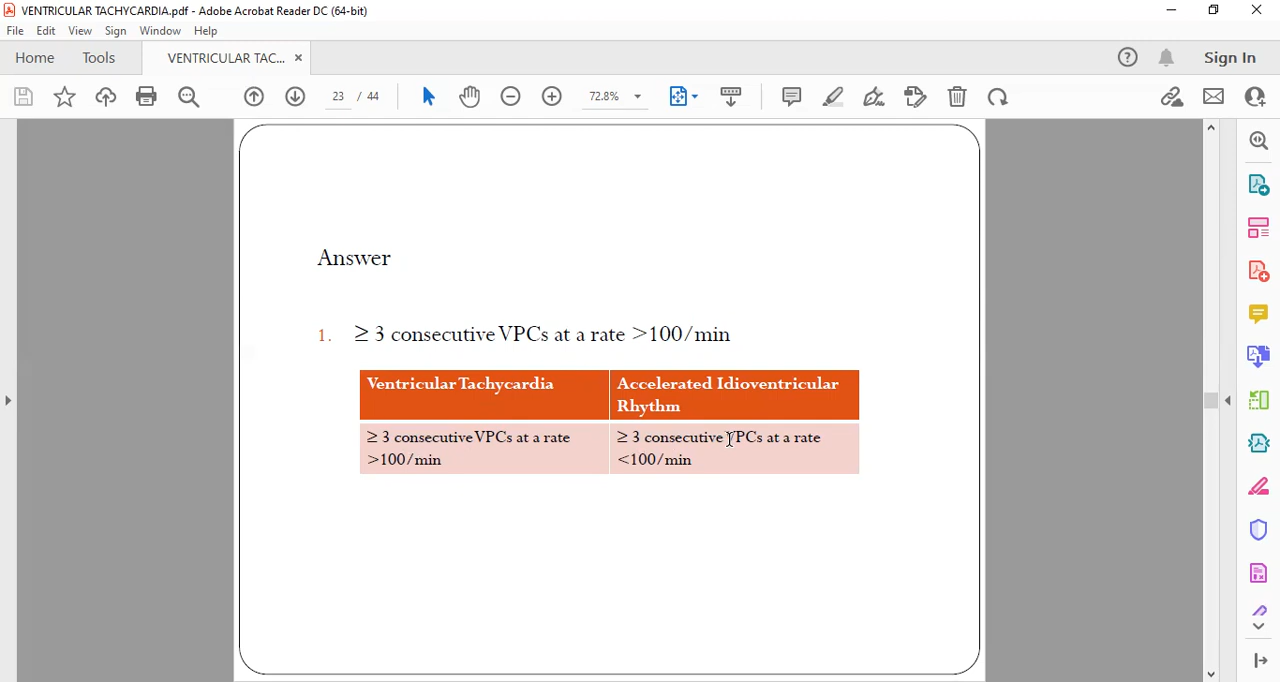 VENTRICULAR TACHYCARDIA.pdf - Adobe Acrobat Reader DC (64-bit)
File Edit View Sign Window Help
Home Tools VENTRICULAR TAC... × Sign In
23 / 44 72.8%
Answer
1. ≥ 3 consecutive VPCs at a rate >100/min
Ventricular Tachycardia
Accelerated Idioventricular
Rhythm
≥ 3 consecutive VPCs at a rate
>100/min
≥ 3 consecutive VPCs at a rate
<100/min